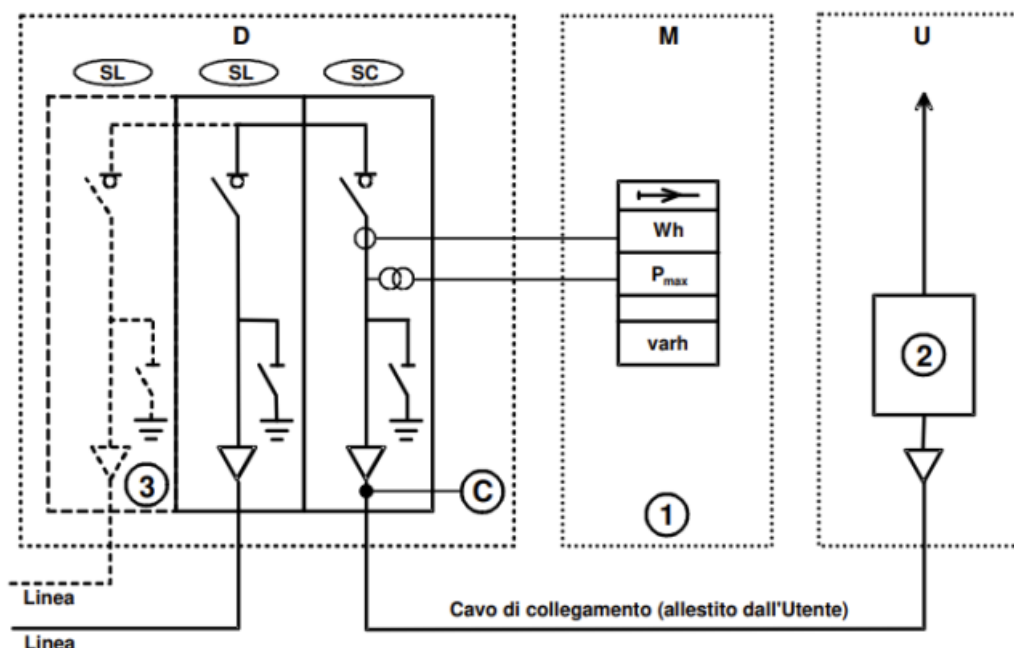 D
M
U
SL
SL
SC
Wh
Pmax
varh
2
3
C
1
Linea
Cavo di collegamento (allestito dall'Utente)
Linea